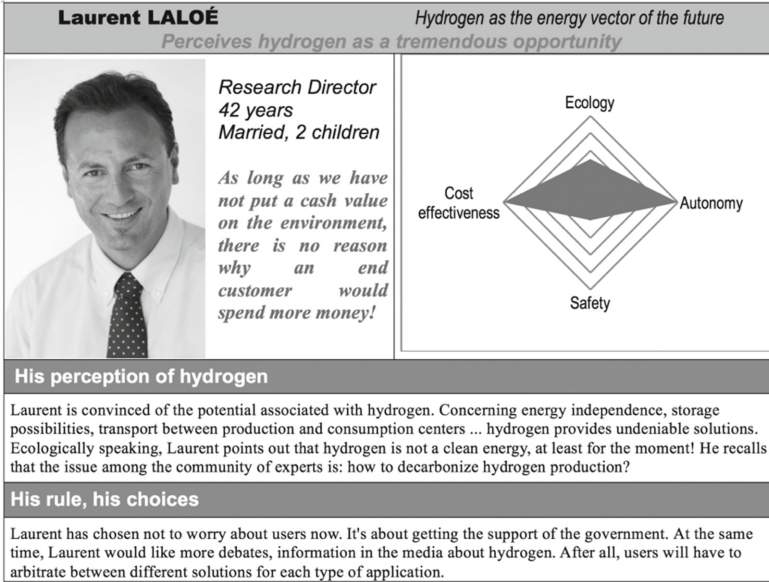 Laurent LALOÉ
Hydrogen as the energy vector of the future
Perceives hydrogen as a tremendous opportunity
Research Director
42 years
Married, 2 children
As long as we have
not put a cash value
on the environment,
there is no reason
why an end
customer would
spend more money!
Ecology
Cost
effectiveness
Autonomy
Safety
His perception of hydrogen
Laurent is convinced of the potential associated with hydrogen. Concerning energy independence, storage
possibilities, transport between production and consumption centers ... hydrogen provides undeniable solutions.
Ecologically speaking, Laurent points out that hydrogen is not a clean energy, at least for the moment! He recalls
that the issue among the community of experts is: how to decarbonize hydrogen production?
His rule, his choices
Laurent has chosen not to worry about users now. It's about getting the support of the government. At the same
time, Laurent would like more debates, information in the media about hydrogen. After all, users will have to
arbitrate between different solutions for each type of application.